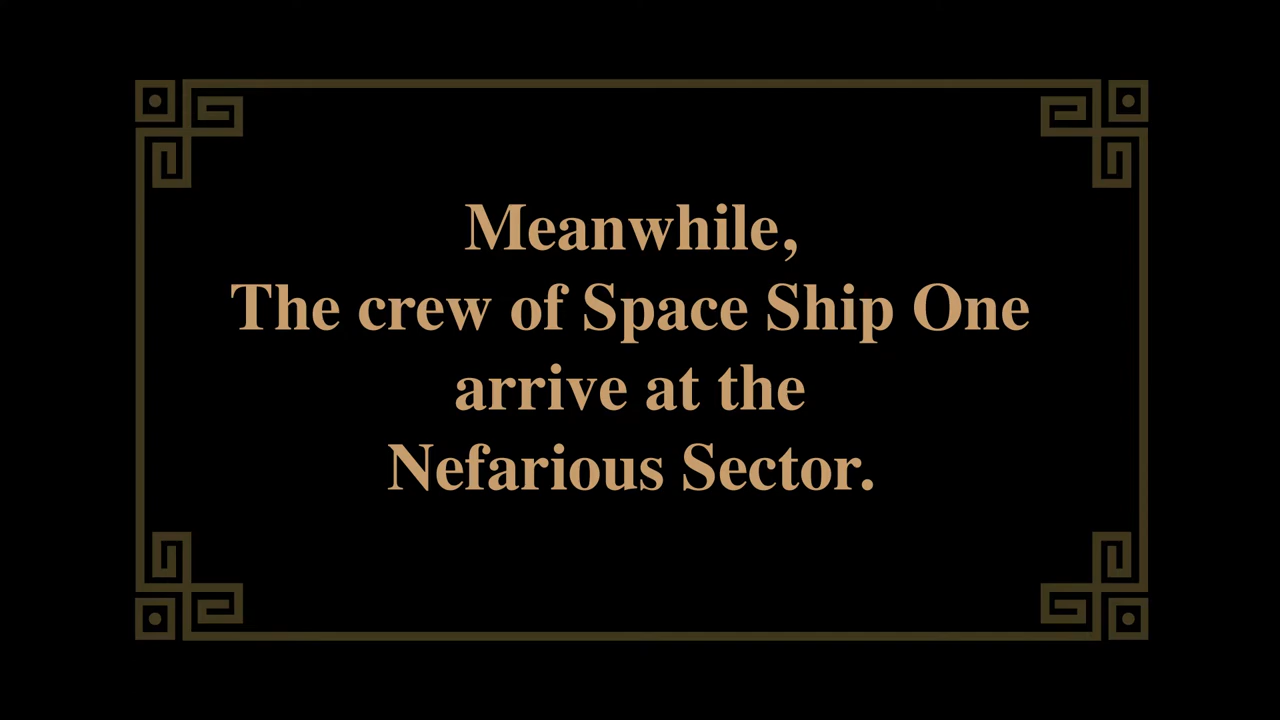 Meanwhile,
The crew of Space Ship One
arrive at the
Nefarious Sector.